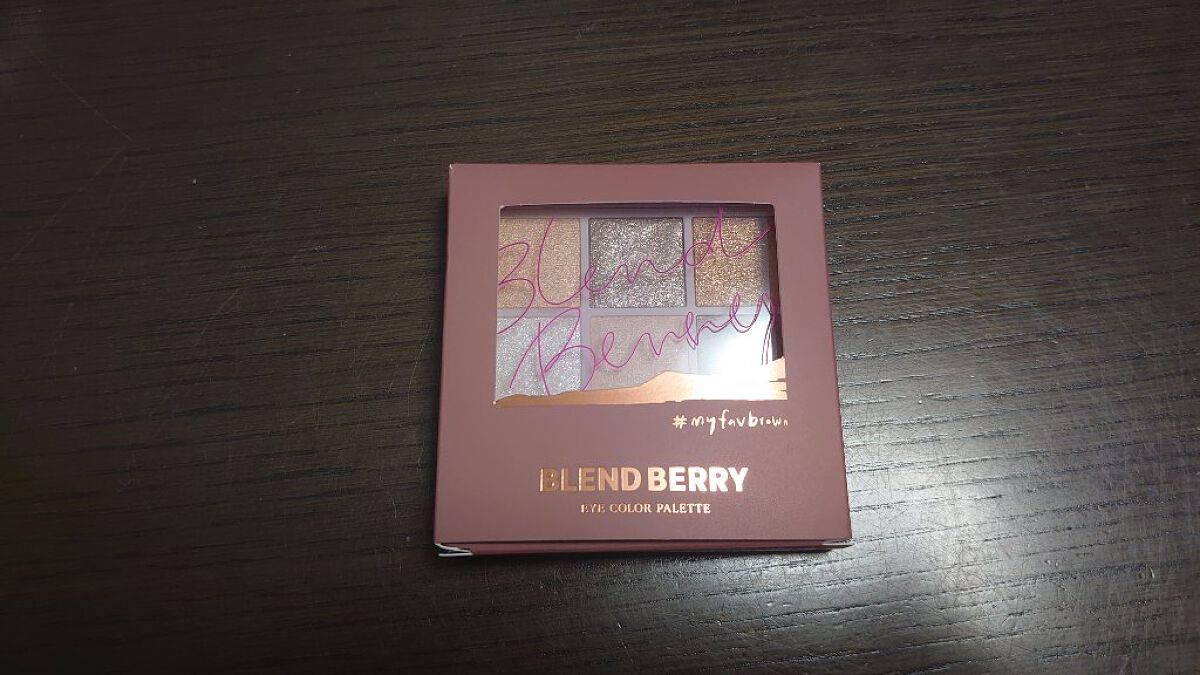 Blend
Berry
#myfavbrown
BLEND BERRY
EYE COLOR PALETTE